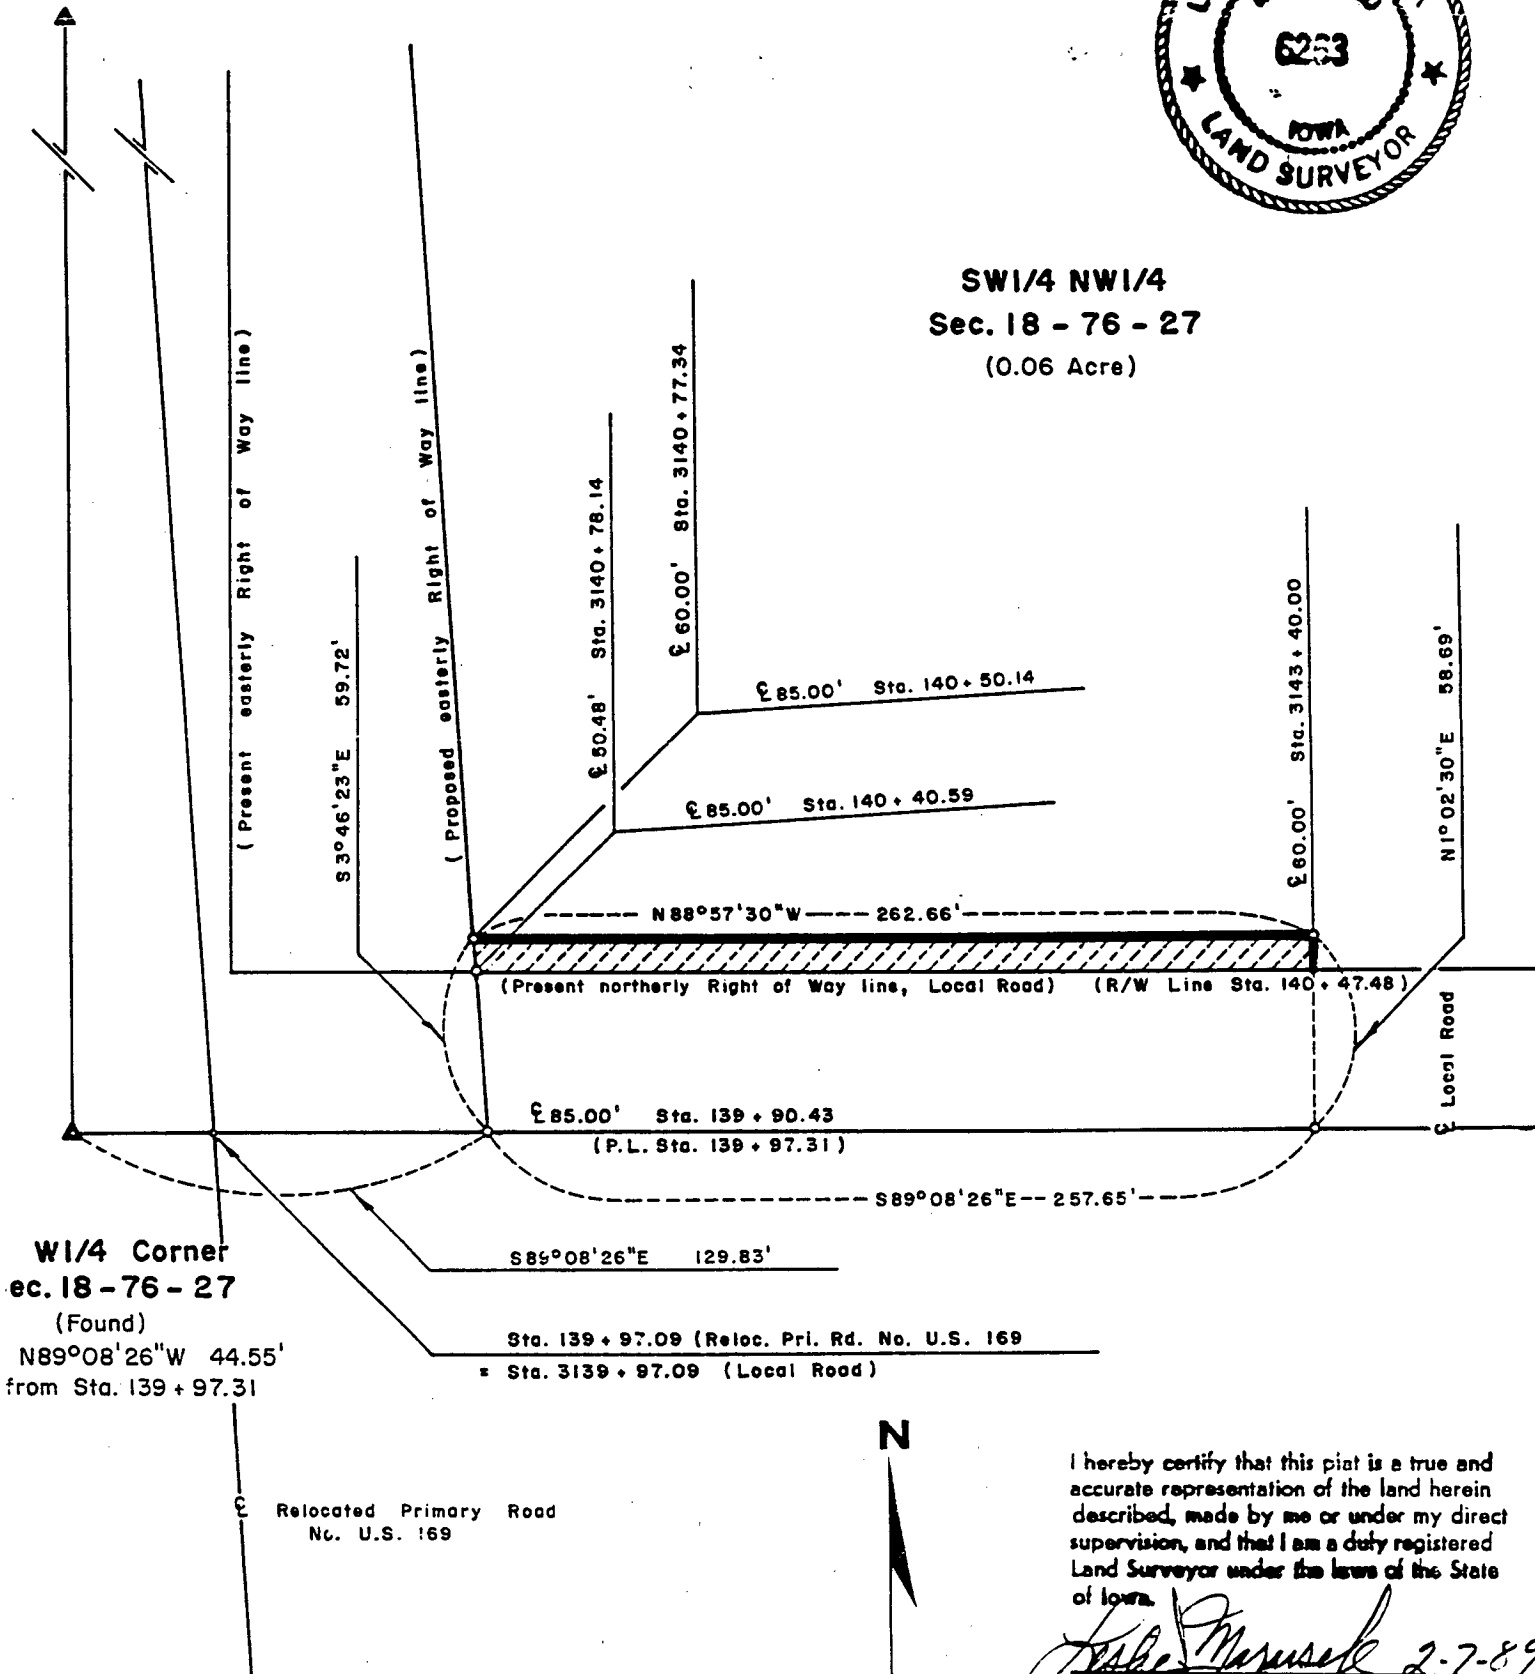 6263
IOWA
LAND SURVEYOR
SW1/4 NW1/4
Sec. 18 - 76 - 27
(0.06 Acre)
(Present easterly Right of Way line)
(Proposed easterly Right of Way line)
S3°46'23"E 59.72'
℄ 50.48' Sta. 3140+78.14
℄ 60.00' Sta. 3140+77.34
℄ 85.00' Sta. 140+50.14
℄ 85.00' Sta. 140+40.59
℄ 60.00' Sta. 3143+40.00
N1°02'30"E 58.69'
N88°57'30"W 262.66'
(Present northerly Right of Way line, Local Road) (R/W Line Sta. 140+47.48)
℄ Local Road
℄ 85.00' Sta. 139+90.43
(P.L. Sta. 139+97.31)
S89°08'26"E 257.65'
W1/4 Corner
ec. 18-76-27
(Found)
N89°08'26"W 44.55'
from Sta. 139+97.31
S89°08'26"E 129.83'
Sta. 139+97.09 (Reloc. Pri. Rd. No. U.S. 169
= Sta. 3139+97.09 (Local Road)
℄ Relocated Primary Road
No. U.S. 169
N
I hereby certify that this plat is a true and
accurate representation of the land herein
described, made by me or under my direct
supervision, and that I am a duly registered
Land Surveyor under the laws of the State
of Iowa.
2-7-89